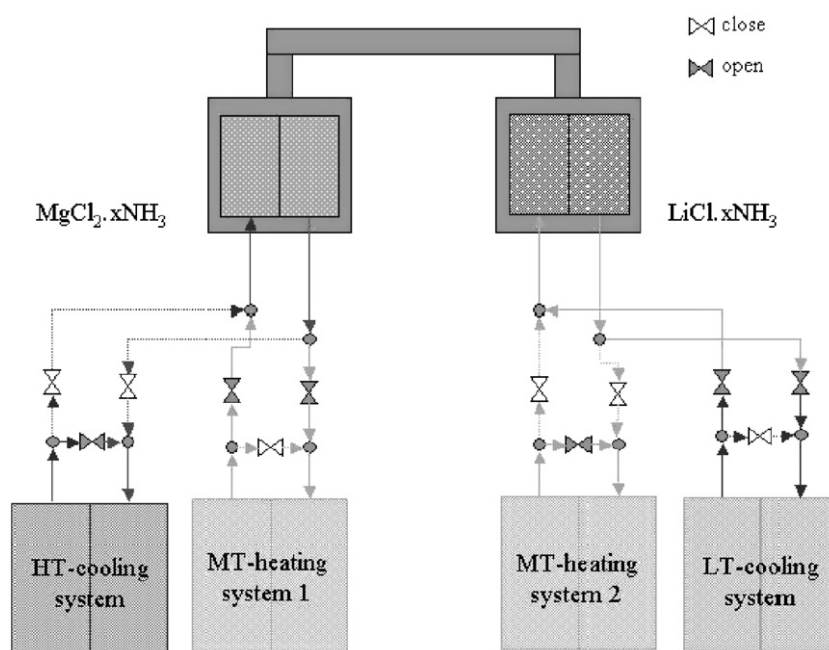 close
open
MgCl₂.xNH₃
LiCl.xNH₃
HT-cooling
system
MT-heating
system 1
MT-heating
system 2
LT-cooling
system